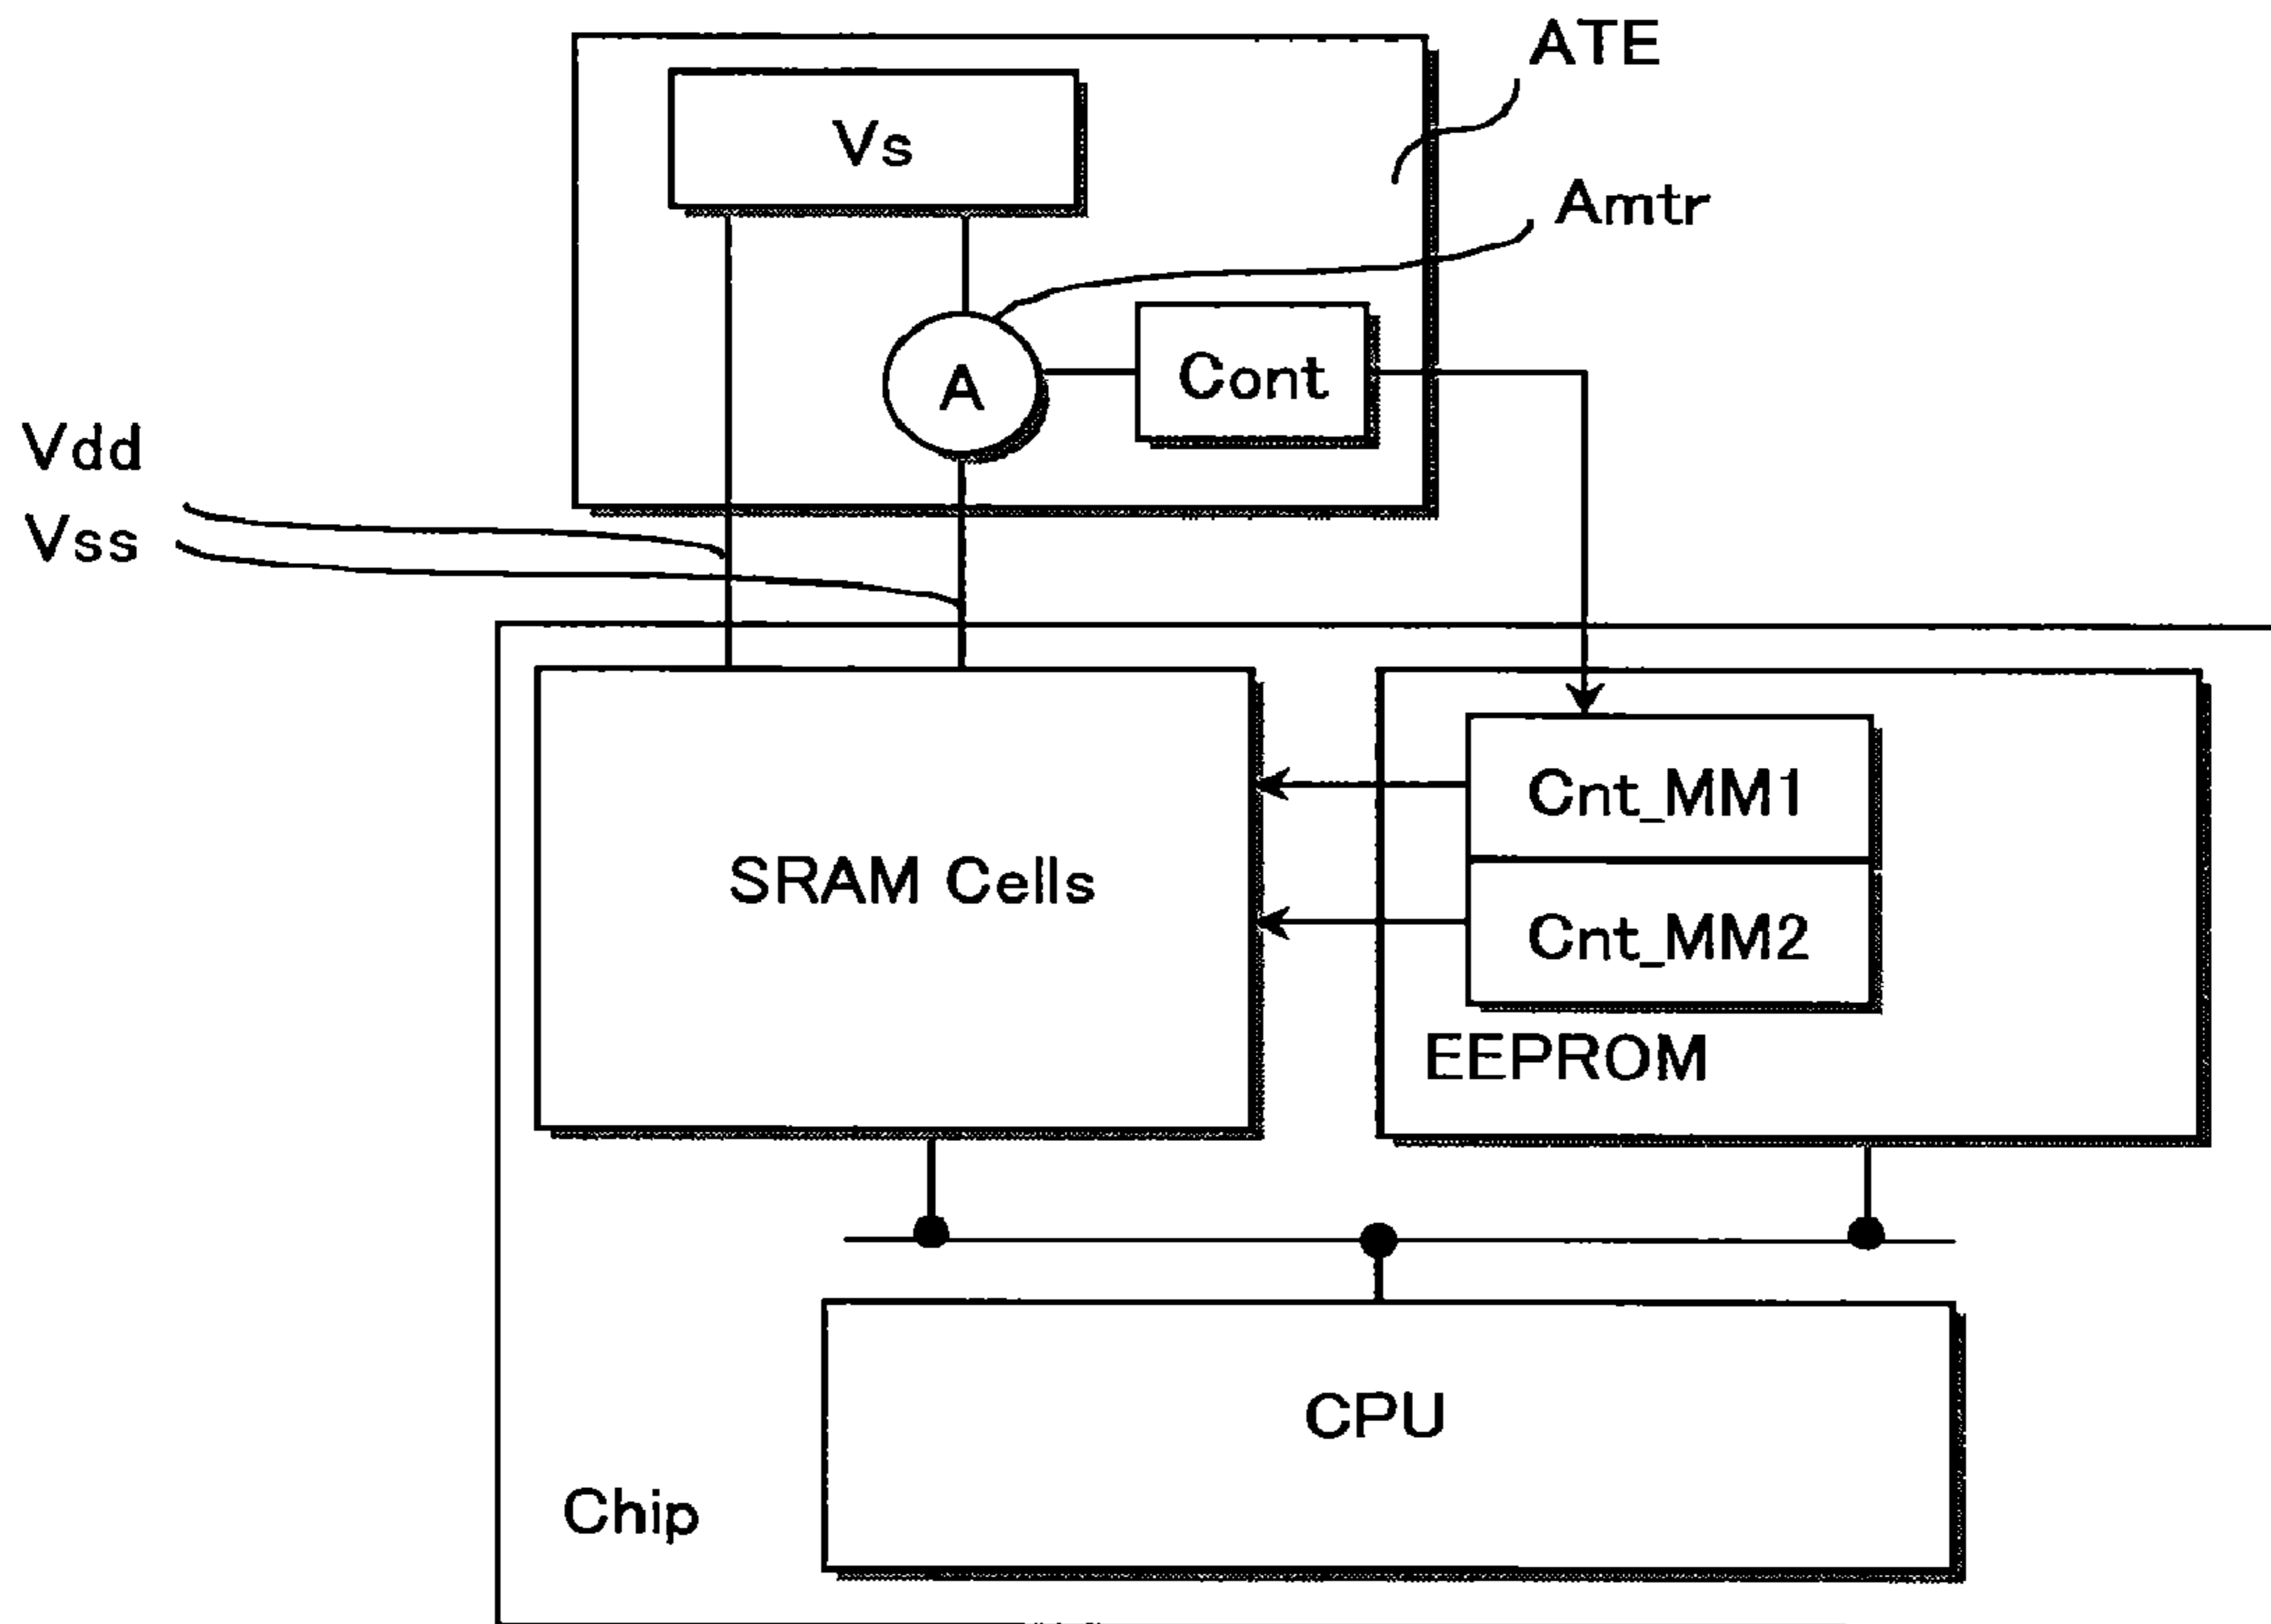 ATE
Vs
Amtr
A
Cont
Vdd
Vss
SRAM Cells
Cnt_MM1
Cnt_MM2
EEPROM
CPU
Chip